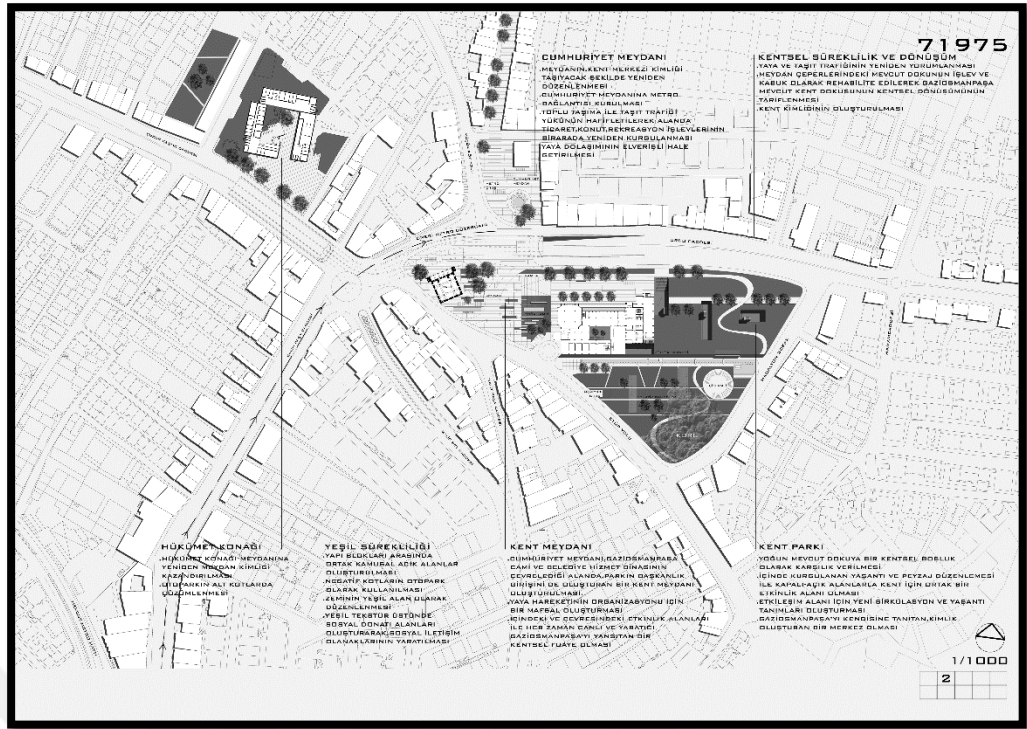 71975
CUMHURİYET MEYDANI
.MEYDANIN,KENT MERKEZİ KİMLİĞİ
TAŞIYACAK ŞEKİLDE YENİDEN
DÜZENLENMESİ
.CUMHURİYET MEYDANINA METRO
BAĞLANTISI KURULMASI
.TOPLU TAŞIMA İLE TAŞIT TRAFİĞİ
YÜKÜNÜN HAFİFLETİLEREK,ALANDA
TİCARET,KONUT,REKREASYON İŞLEVLERİNİN
BİRARADA YENİDEN KURGULANMASI
.YAYA DOLAŞIMININ ELVERİŞLİ HALE
GETİRİLMESİ
KENTSEL SÜREKLİLİK VE DÖNÜŞÜM
.YAYA VE TAŞIT TRAFİĞİNİN YENİDEN YORUMLANMASI
.MEYDAN ÇEPERLERİNDEKİ MEVCUT DOKUNUN İŞLEV VE
KABUK OLARAK REHABİLİTE EDİLEREK GAZİOSMANPAŞA
MEVCUT KENT DOKUSUNUN KENTSEL DÖNÜŞÜMÜNÜN
TARİFLENMESİ
.KENT KİMLİĞİNİN OLUŞTURULMASI
HÜKÜMET KONAĞI
.HÜKÜMET KONAĞI MEYDANINA
YENİDEN MEYDAN KİMLİĞİ
KAZANDIRILMASI
.OTOPARKIN ALT KOTLARDA
ÇÖZÜMLENMESİ
YEŞİL SÜREKLİLİĞİ
.YAPI BLOKLARI ARASINDA
ORTAK KAMUSAL AÇIK ALANLAR
OLUŞTURULMASI
.NEGATİF KOTLARIN OTOPARK
OLARAK KULLANILMASI
.ZEMİNİN YEŞİL ALAN OLARAK
DÜZENLENMESİ
.YEŞİL TEKSTÜR ÜSTÜNDE
SOSYAL DONATI ALANLARI
OLUŞTURARAK,SOSYAL İLETİŞİM
OLANAKLARININ YARATILMASI
KENT MEYDANI
.CUMHURİYET MEYDANI,GAZİOSMANPAŞA
CAMİ VE BELEDİYE HİZMET BİNASININ
ÇEVRELEDİĞİ ALANDA,PARKIN BAŞKANLIK
GİRİŞİNİ DE OLUŞTURAN BİR KENT MEYDANI
OLUŞTURULMASI
.YAYA HAREKETİNİN ORGANİZASYONU İÇİN
BİR MAFSAL OLUŞTURMASI
.İÇİNDEKİ VE ÇEVRESİNDEKİ ETKİNLİK ALANLARI
İLE HER ZAMAN CANLI VE YARATICI
GAZİOSMANPAŞA'YI YANSITAN BİR
KENTSEL FUAYE OLMASI
KENT PARKI
.YOĞUN MEVCUT DOKUYA BİR KENTSEL BOŞLUK
OLARAK KARŞILIK VERİLMESİ
.İÇİNDE KURGULANAN YAŞANTI VE PEYZAJ DÜZENLEMESİ
İLE KAPALI-AÇIK ALANLARLA KENT İÇİN ORTAK BİR
ETKİNLİK ALANI OLMASI
.ETKİLEŞİM ALANI İÇİN YENİ SİRKÜLASYON VE YAŞANTI
TANIMLARI OLUŞTURMASI
GAZİOSMANPAŞA'YI KENDİSİNE TANITAN,KİMLİK
OLUŞTURAN BİR MERKEZ OLMASI
1/1000
2